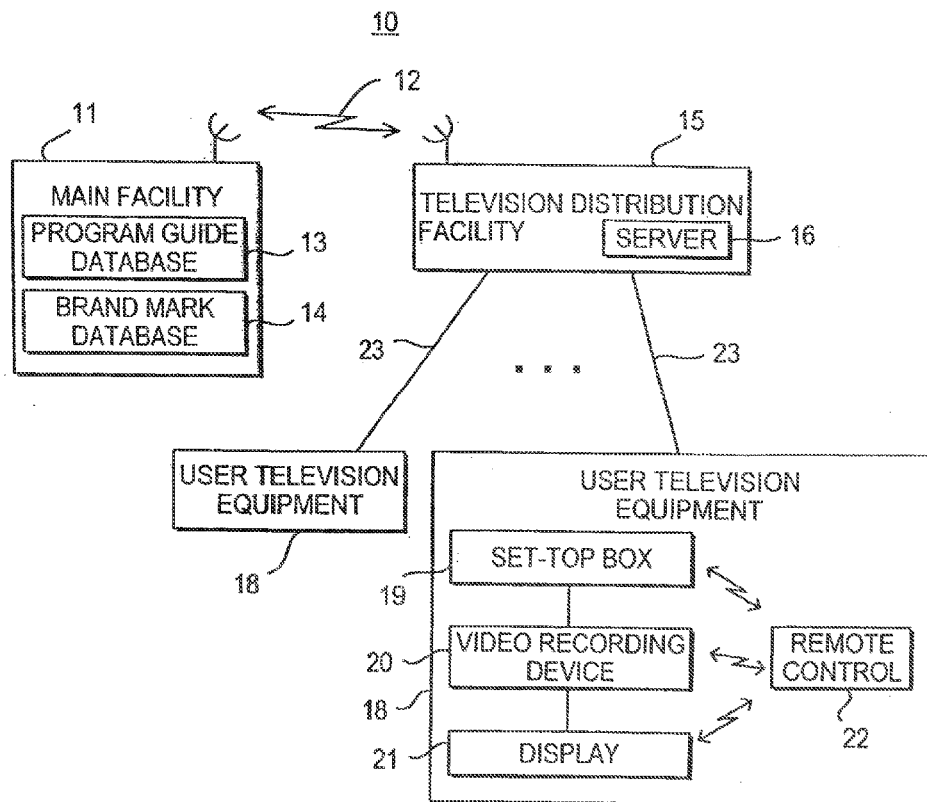 10
12
11
15
MAIN FACILITY
PROGRAM GUIDE
DATABASE
13
BRAND MARK
DATABASE
14
TELEVISION DISTRIBUTION
FACILITY
SERVER
16
23
. . .
23
USER TELEVISION
EQUIPMENT
18
USER TELEVISION
EQUIPMENT
SET-TOP BOX
19
VIDEO RECORDING
DEVICE
20
18
REMOTE
CONTROL
22
DISPLAY
21